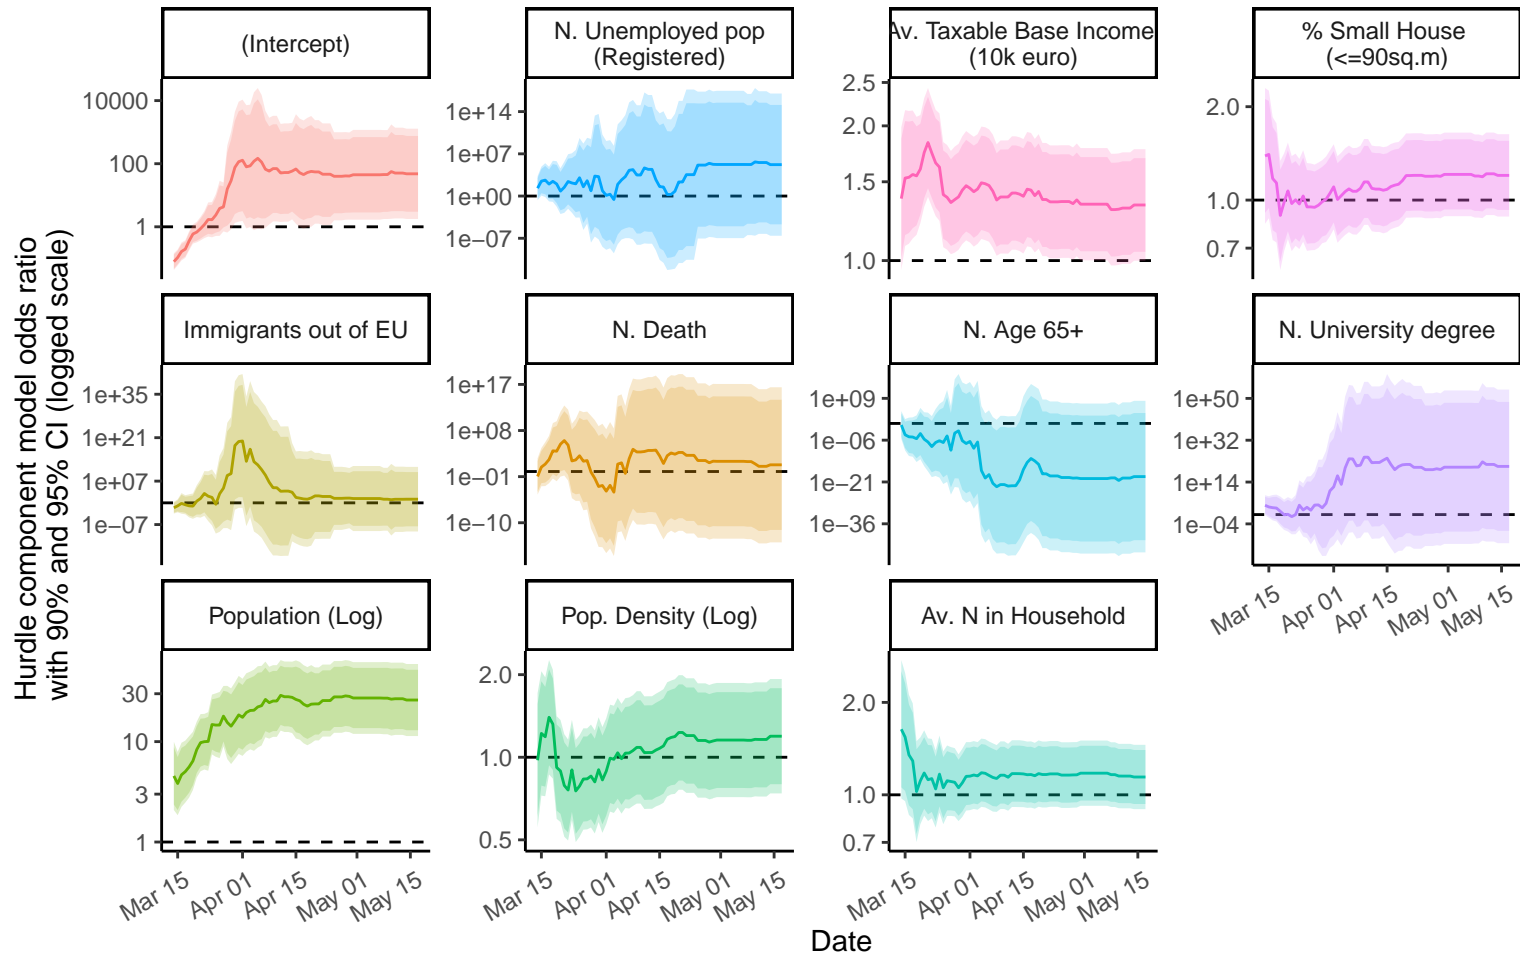 (Intercept)
N. Unemployed pop
(Registered)
Av. Taxable Base Income
(10k euro)
% Small House
(<=90sq.m)
10000
100
1
1e+14
1e+07
1e+00
1e−07
2.5
2.0
1.5
1.0
2.0
1.0
0.7
Immigrants out of EU
N. Death
N. Age 65+
N. University degree
1e+35
1e+21
1e+07
1e−07
1e+17
1e+08
1e−01
1e−10
1e+09
1e−06
1e−21
1e−36
1e+50
1e+32
1e+14
1e−04
Mar 15
Apr 01
Apr 15
May 01
May 15
Population (Log)
Pop. Density (Log)
Av. N in Household
30
10
3
1
2.0
1.0
0.5
2.0
1.0
0.7
Mar 15
Apr 01
Apr 15
May 01
May 15
Mar 15
Apr 01
Apr 15
May 01
May 15
Mar 15
Apr 01
Apr 15
May 01
May 15
Date
Hurdle component model odds ratio
with 90% and 95% CI (logged scale)